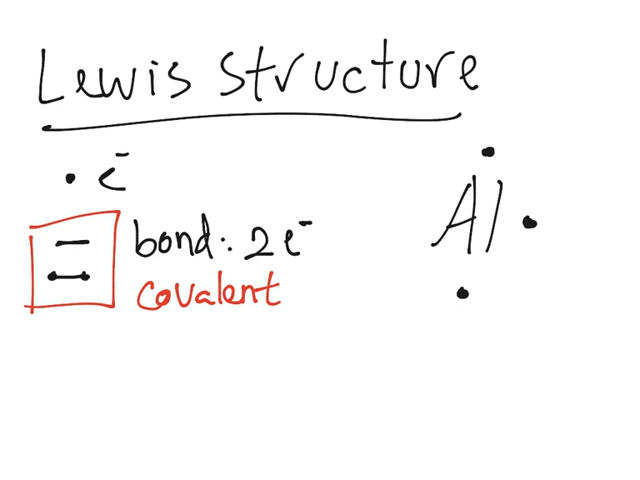 Lewis Structure
• e⁻
bond: 2e⁻
covalent
Al